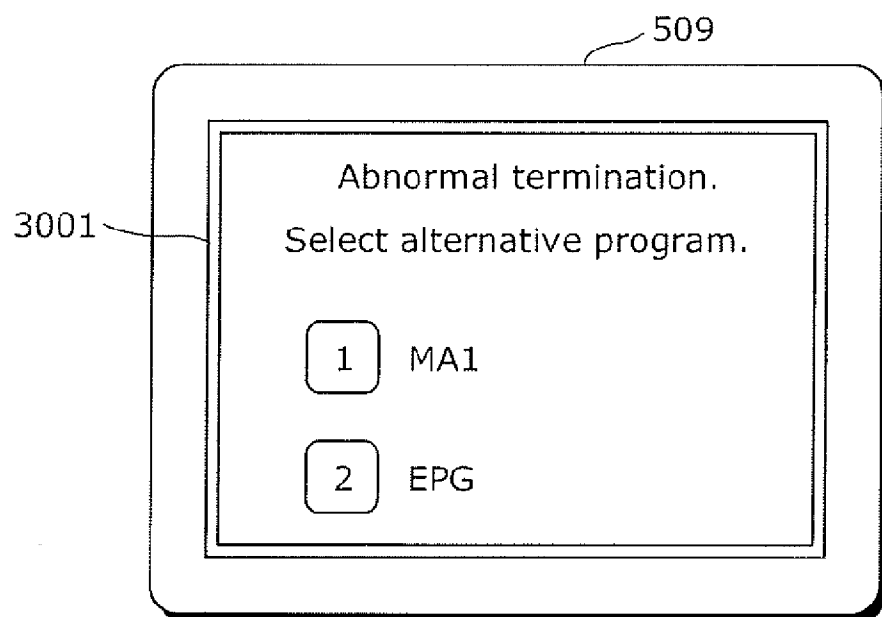 509
Abnormal termination.
3001
Select alternative program.
1 MA1
2 EPG